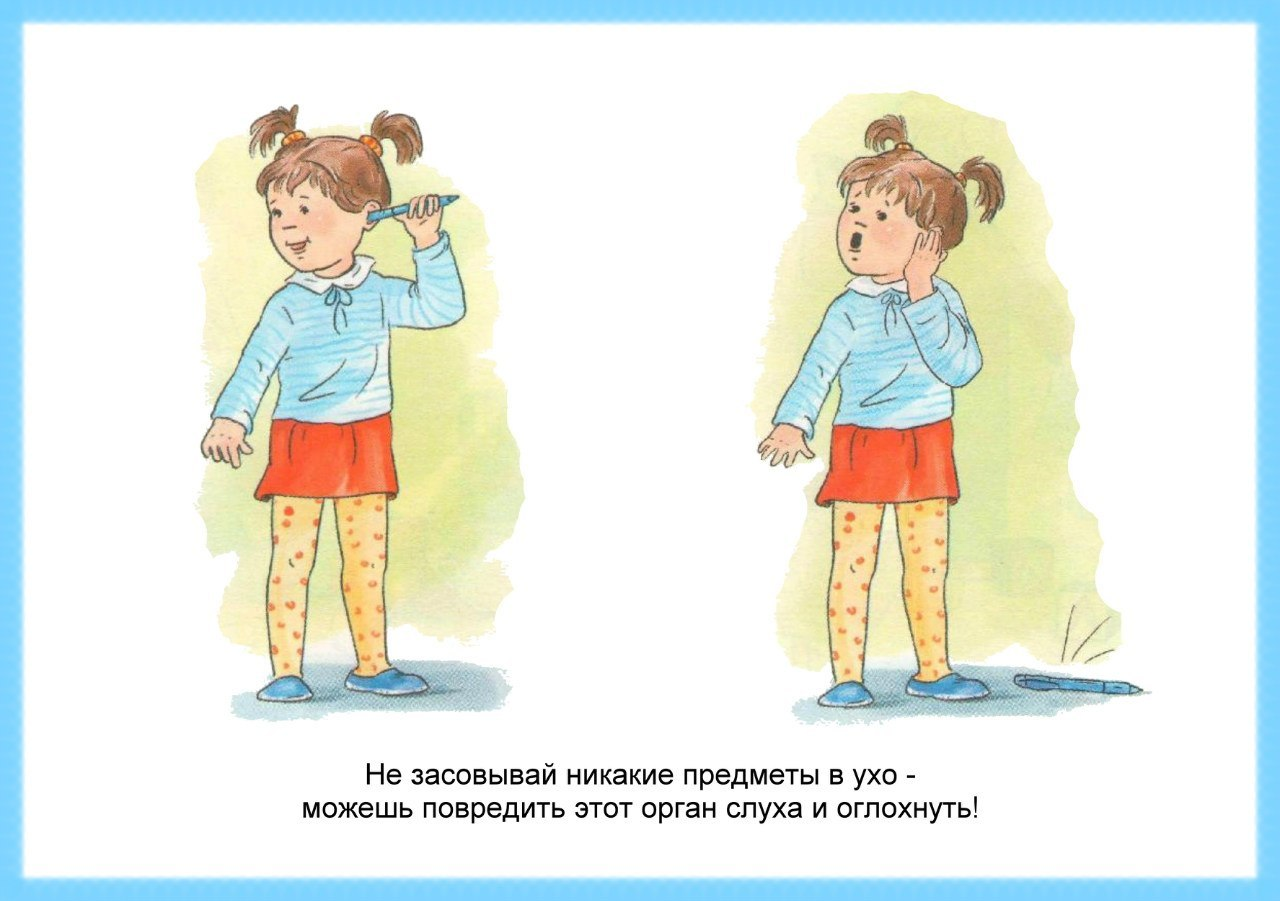 Не засовывай никакие предметы в ухо -
можешь повредить этот орган слуха и оглохнуть!